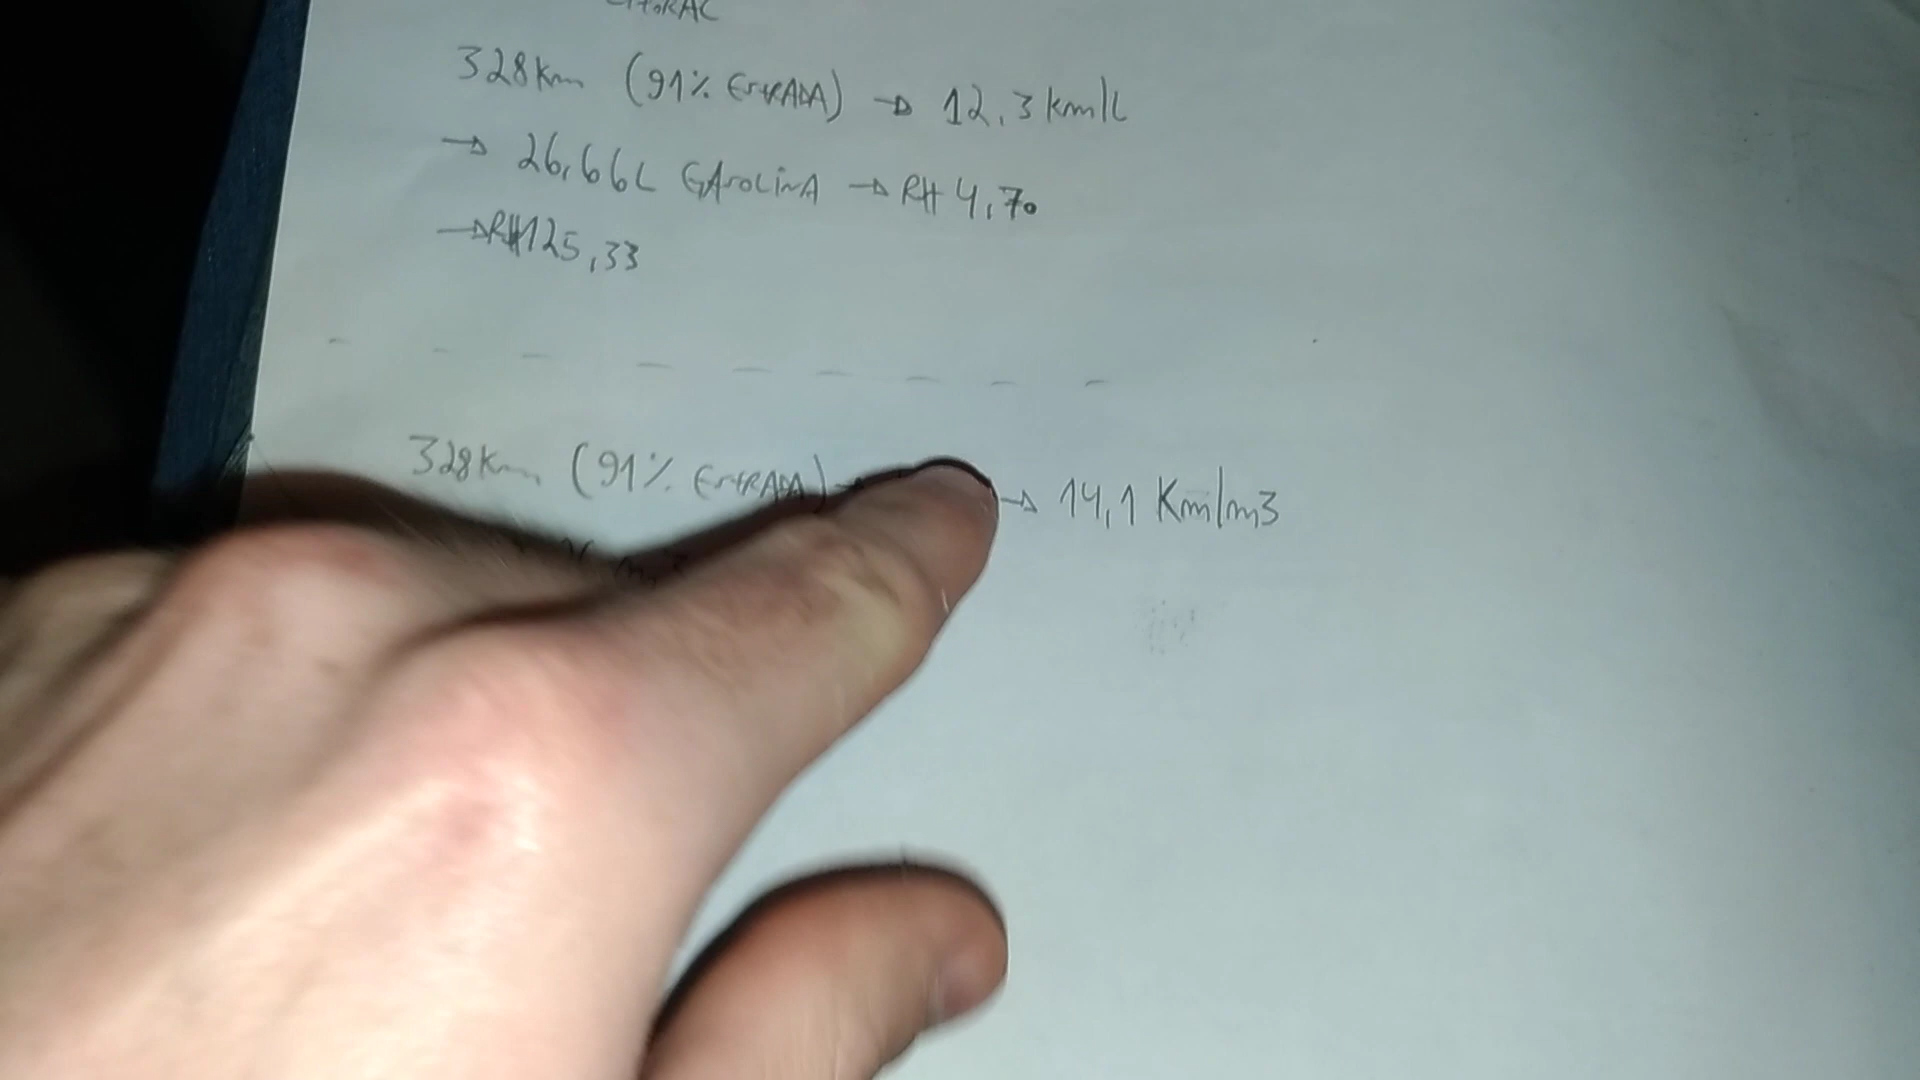 328km (91% EstRADA) → 12,3 km/L
→ 26,66L GAsoLinA → R$ 4,70
→ R$125,33
328km (91% EstRADA) → 14,1 Km/m3